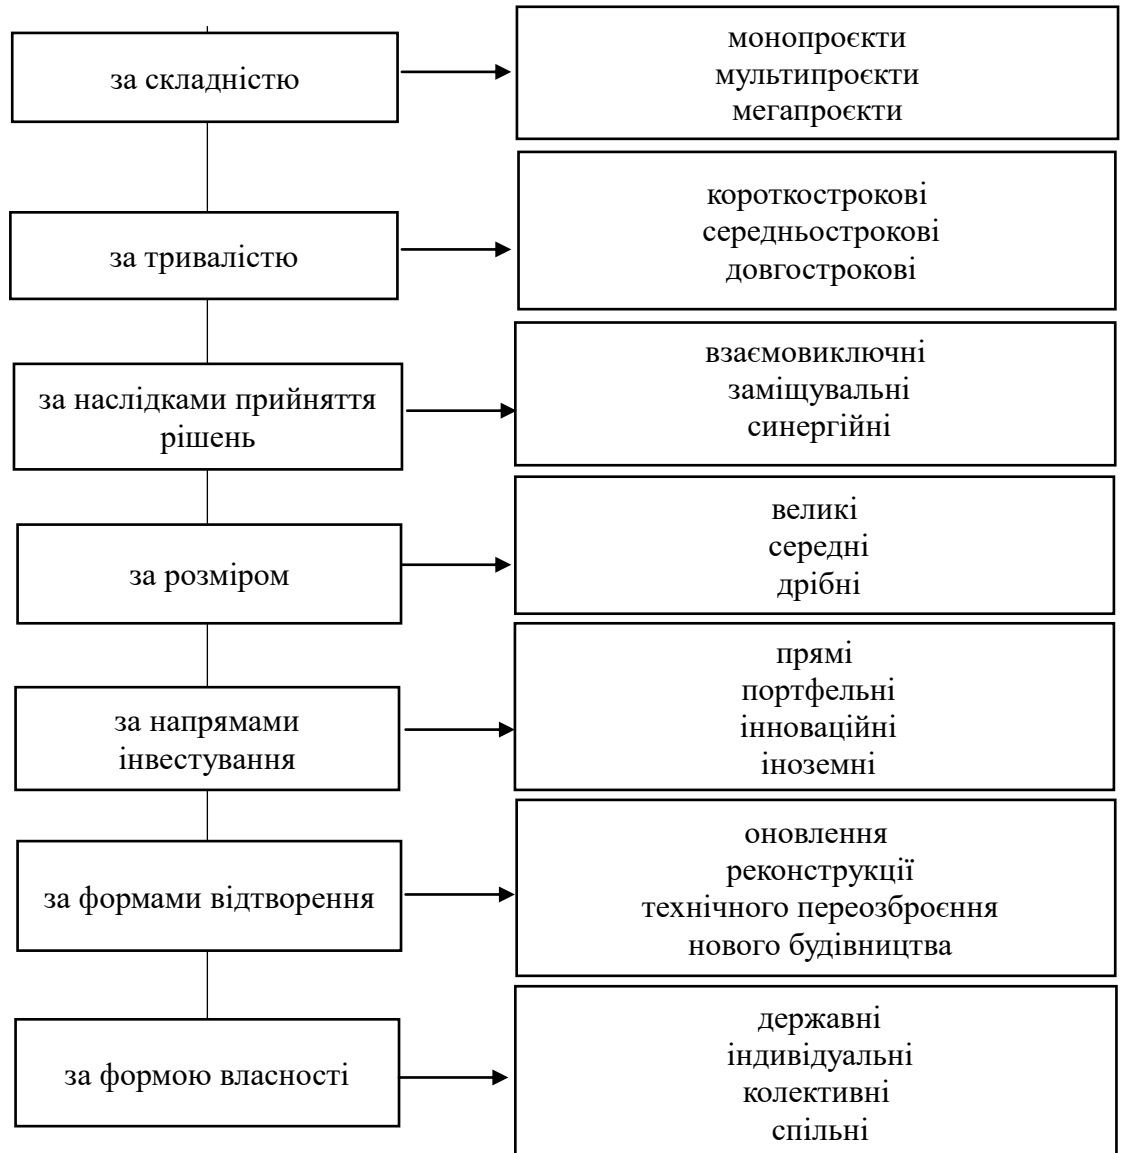 за складністю
монопроєкти
мультипроєкти
мегапроєкти
за тривалістю
короткострокові
середньострокові
довгострокові
за наслідками прийняття
рішень
взаємовиключні
заміщувальні
синергійні
за розміром
великі
середні
дрібні
за напрямами
інвестування
прямі
портфельні
інноваційні
іноземні
за формами відтворення
оновлення
реконструкції
технічного переозброєння
нового будівництва
за формою власності
державні
індивідуальні
колективні
спільні